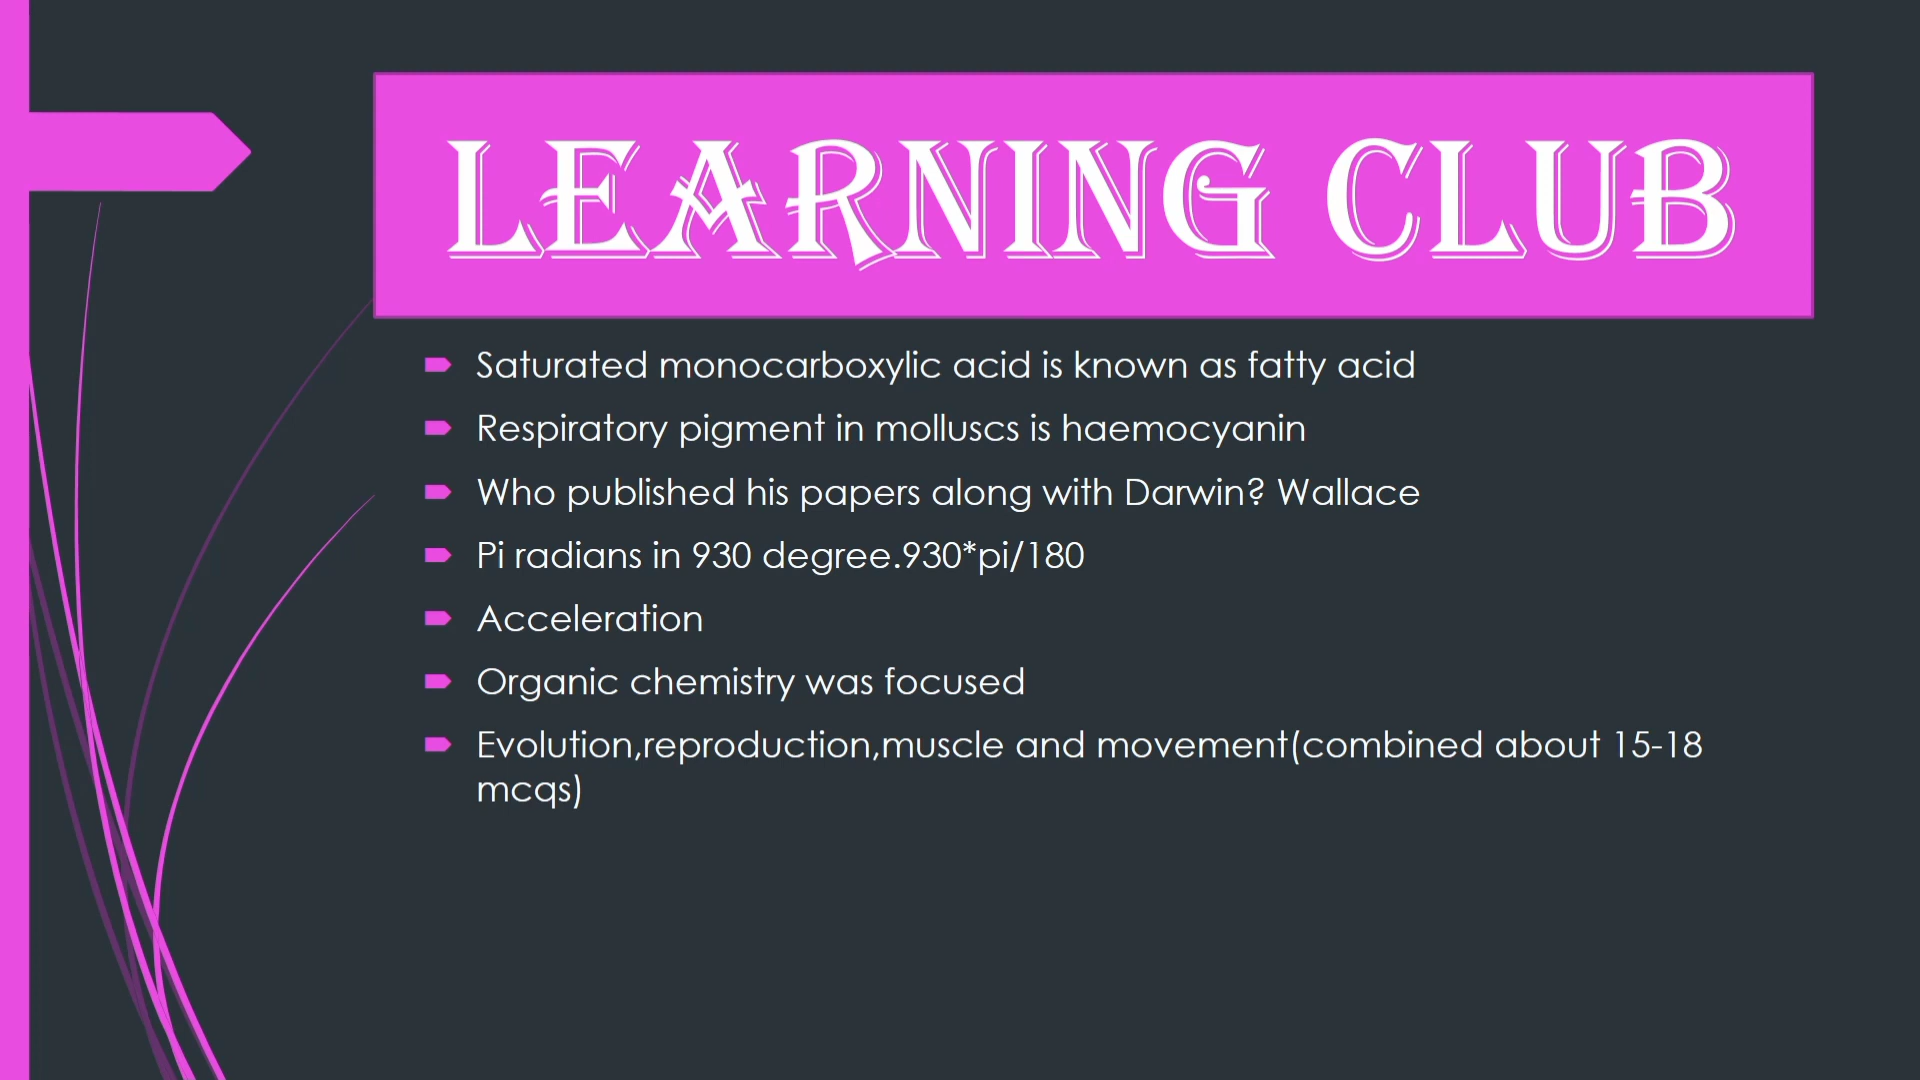 LEARNING CLUB
Saturated monocarboxylic acid is known as fatty acid
Respiratory pigment in molluscs is haemocyanin
Who published his papers along with Darwin? Wallace
Pi radians in 930 degree.930*pi/180
Acceleration
Organic chemistry was focused
Evolution,reproduction,muscle and movement(combined about 15-18
mcqs)